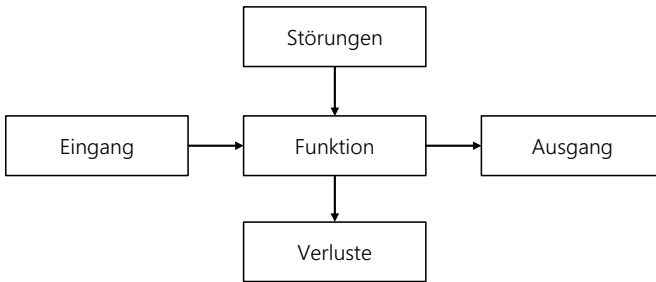 Störungen
Eingang
Funktion
Ausgang
Verluste